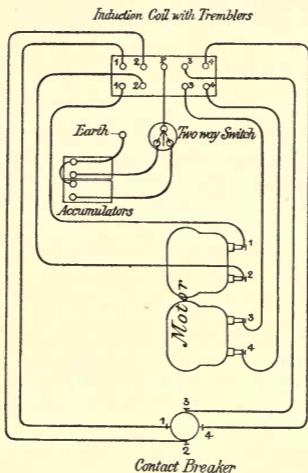 Induction Coil with Tremblers
1 2 P 3 4
1 2 3 4
Earth
Two way Switch
Accumulators
1
2
Motor
3
4
3
1 4
2
Contact Breaker